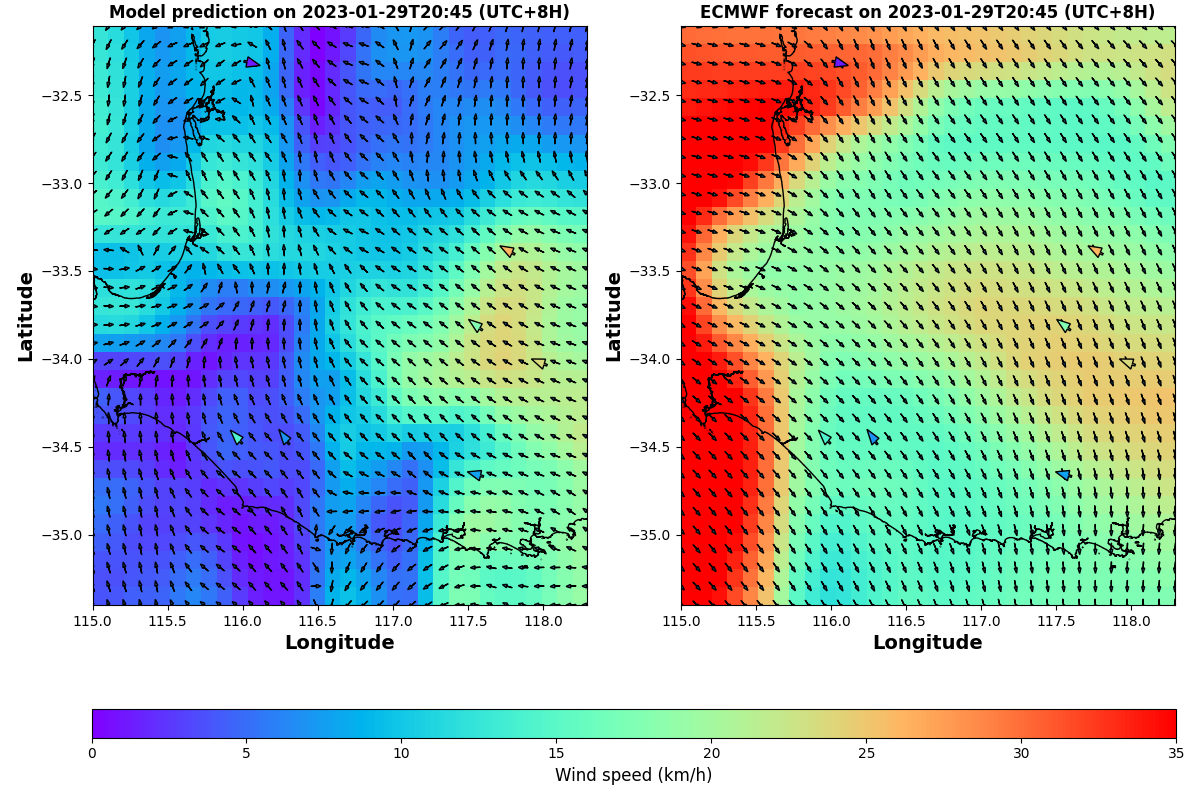 Model prediction on 2023-01-29T20:45 (UTC+8H)
ECMWF forecast on 2023-01-29T20:45 (UTC+8H)
Latitude
−32.5
−33.0
−33.5
−34.0
−34.5
−35.0
115.0 115.5 116.0 116.5 117.0 117.5 118.0
Longitude
Latitude
−32.5
−33.0
−33.5
−34.0
−34.5
−35.0
115.0 115.5 116.0 116.5 117.0 117.5 118.0
Longitude
0 5 10 15 20 25 30 35
Wind speed (km/h)